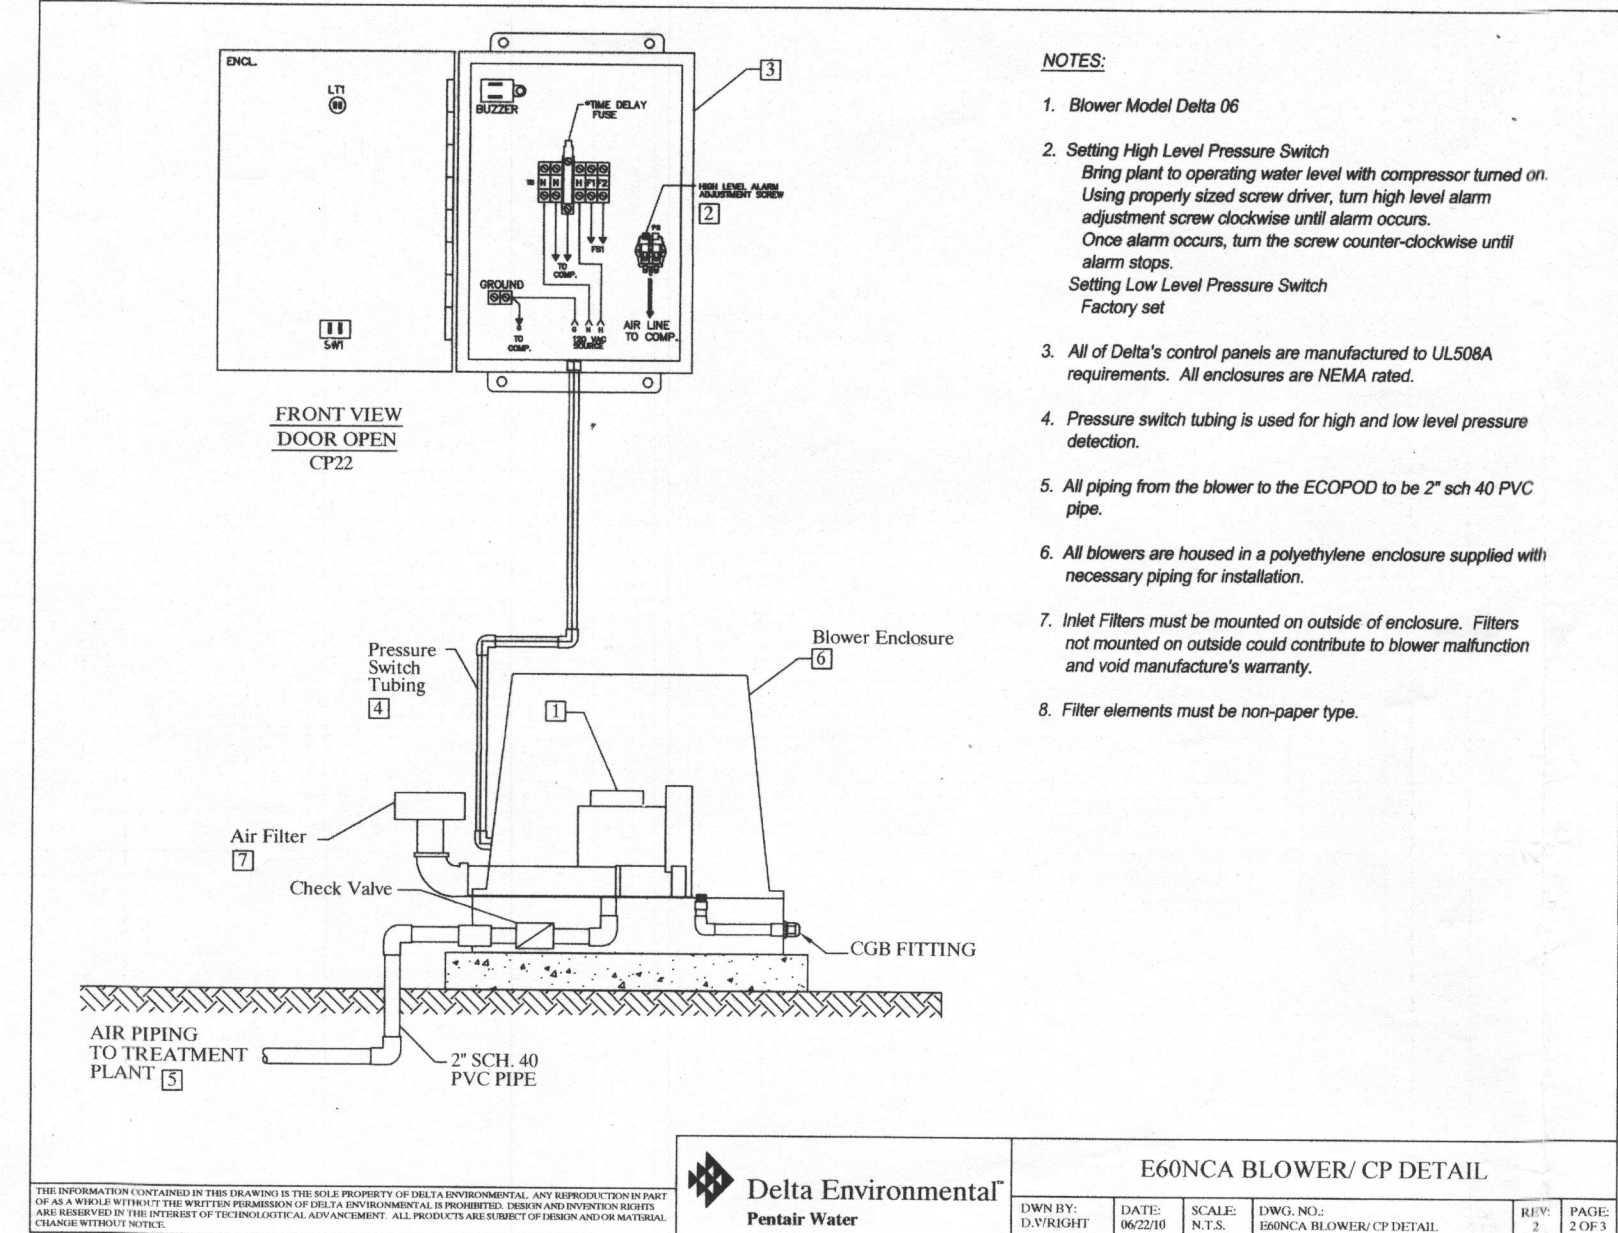 ENCL.
LT1
SW1
FRONT VIEW
DOOR OPEN
CP22
BUZZER
*TIME DELAY
FUSE
TB N N H F1 F2
FS1
TO
COMP.
GROUND
G
TO
COMP.
G N H
120 VAC
SOURCE
PS
AIR LINE
TO COMP.
3
HIGH LEVEL ALARM
ADJUSTMENT SCREW
2
Pressure
Switch
Tubing
4
Blower Enclosure
6
1
Air Filter
7
Check Valve
CGB FITTING
AIR PIPING
TO TREATMENT
PLANT 5
2" SCH. 40
PVC PIPE
NOTES:
1. Blower Model Delta 06
2. Setting High Level Pressure Switch
Bring plant to operating water level with compressor turned on.
Using properly sized screw driver, turn high level alarm
adjustment screw clockwise until alarm occurs.
Once alarm occurs, turn the screw counter-clockwise until
alarm stops.
Setting Low Level Pressure Switch
Factory set
3. All of Delta's control panels are manufactured to UL508A
requirements. All enclosures are NEMA rated.
4. Pressure switch tubing is used for high and low level pressure
detection.
5. All piping from the blower to the ECOPOD to be 2" sch 40 PVC
pipe.
6. All blowers are housed in a polyethylene enclosure supplied with
necessary piping for installation.
7. Inlet Filters must be mounted on outside of enclosure. Filters
not mounted on outside could contribute to blower malfunction
and void manufacture's warranty.
8. Filter elements must be non-paper type.
THE INFORMATION CONTAINED IN THIS DRAWING IS THE SOLE PROPERTY OF DELTA ENVIRONMENTAL. ANY REPRODUCTION IN PART
OF AS A WHOLE WITHOUT THE WRITTEN PERMISSION OF DELTA ENVIRONMENTAL IS PROHIBITED. DESIGN AND INVENTION RIGHTS
ARE RESERVED IN THE INTEREST OF TECHNOLOGTICAL ADVANCEMENT. ALL PRODUCTS ARE SUBJECT OF DESIGN AND OR MATERIAL
CHANGE WITHOUT NOTICE.
Delta Environmental™
Pentair Water
E60NCA BLOWER/ CP DETAIL
DWN BY:
D.WRIGHT
DATE:
06/22/10
SCALE:
N.T.S.
DWG. NO.:
E60NCA BLOWER/ CP DETAIL
REV:
2
PAGE:
2 OF 3